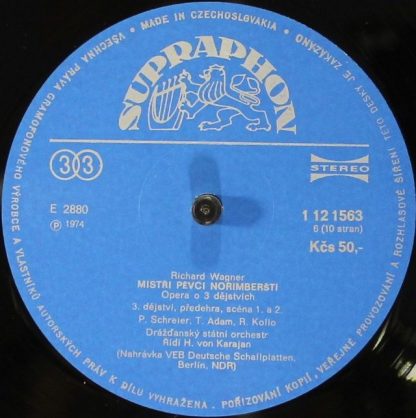 • MADE IN CZECHOSLOVAKIA • VŠECHNA PRÁVA GRAMOFONOVÉHO VÝROBCE A VLASTNÍKŮ AUTORSKÝCH PRÁV K DÍLU VYHRAŽENA. POŘIZOVÁNÍ KOPIÍ, VEŘEJNÉ PROVOZOVÁNÍ A ROZHLASOVÉ ŠÍŘENÍ TÉTO DESKY JE ZAKÁZÁNO
SUPRAPHON
33
STEREO
E 2880
Ⓟ 1974
1 12 1563
6 (10 stran)
Kčs 50,-
Richard Wagner
MISTŘI PĚVCI NORIMBERŠTÍ
Opera o 3 dějstvích
3. dějství, předehra, scéna 1. a 2.
P. Schreier, T. Adam, R. Kollo
Drážďanský státní orchestr
Řídí H. von Karajan
(Nahrávka VEB Deutsche Schallplatten,
Berlin, NDR)